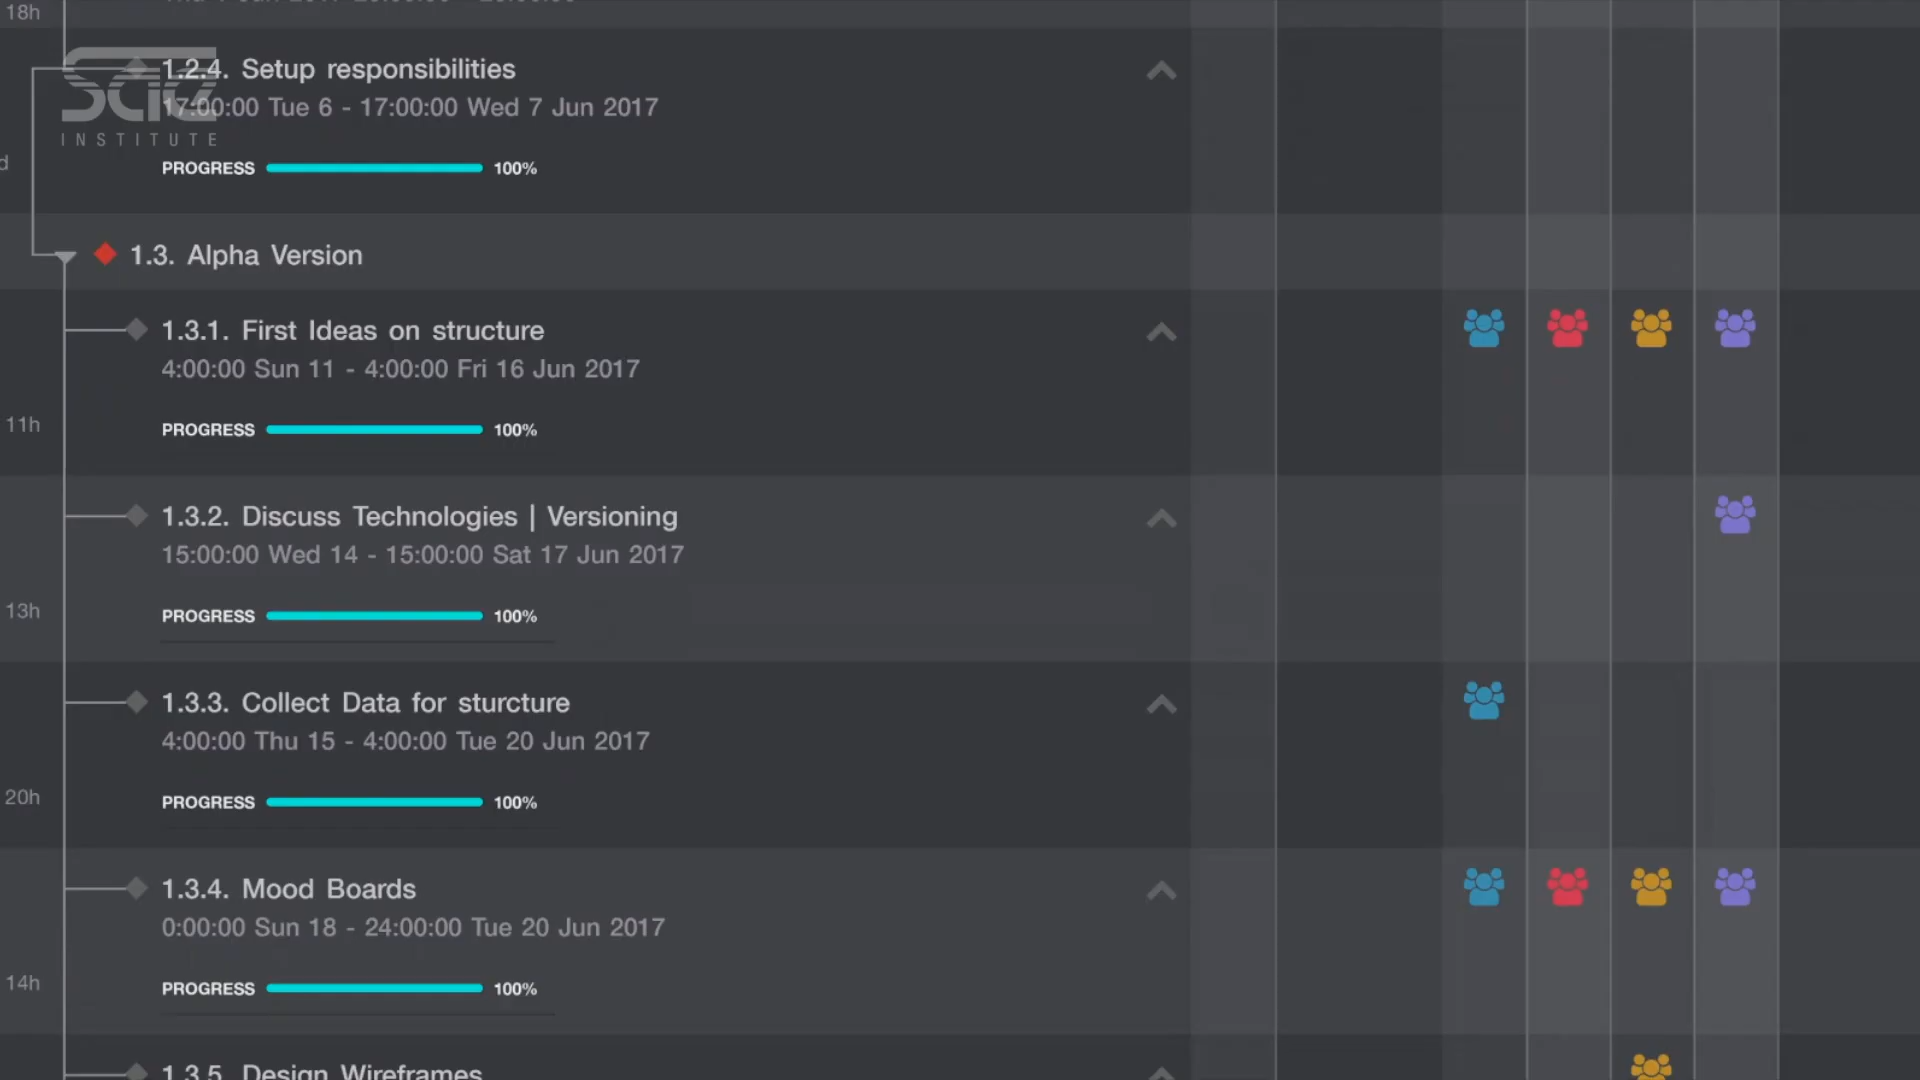 18h
1.2.4. Setup responsibilities
17:00:00 Tue 6 - 17:00:00 Wed 7 Jun 2017
SAE
INSTITUTE
d
PROGRESS 100%
1.3. Alpha Version
1.3.1. First Ideas on structure
4:00:00 Sun 11 - 4:00:00 Fri 16 Jun 2017
11h
PROGRESS 100%
1.3.2. Discuss Technologies | Versioning
15:00:00 Wed 14 - 15:00:00 Sat 17 Jun 2017
13h
PROGRESS 100%
1.3.3. Collect Data for sturcture
4:00:00 Thu 15 - 4:00:00 Tue 20 Jun 2017
20h
PROGRESS 100%
1.3.4. Mood Boards
0:00:00 Sun 18 - 24:00:00 Tue 20 Jun 2017
14h
PROGRESS 100%
1.3.5. Design Wireframes